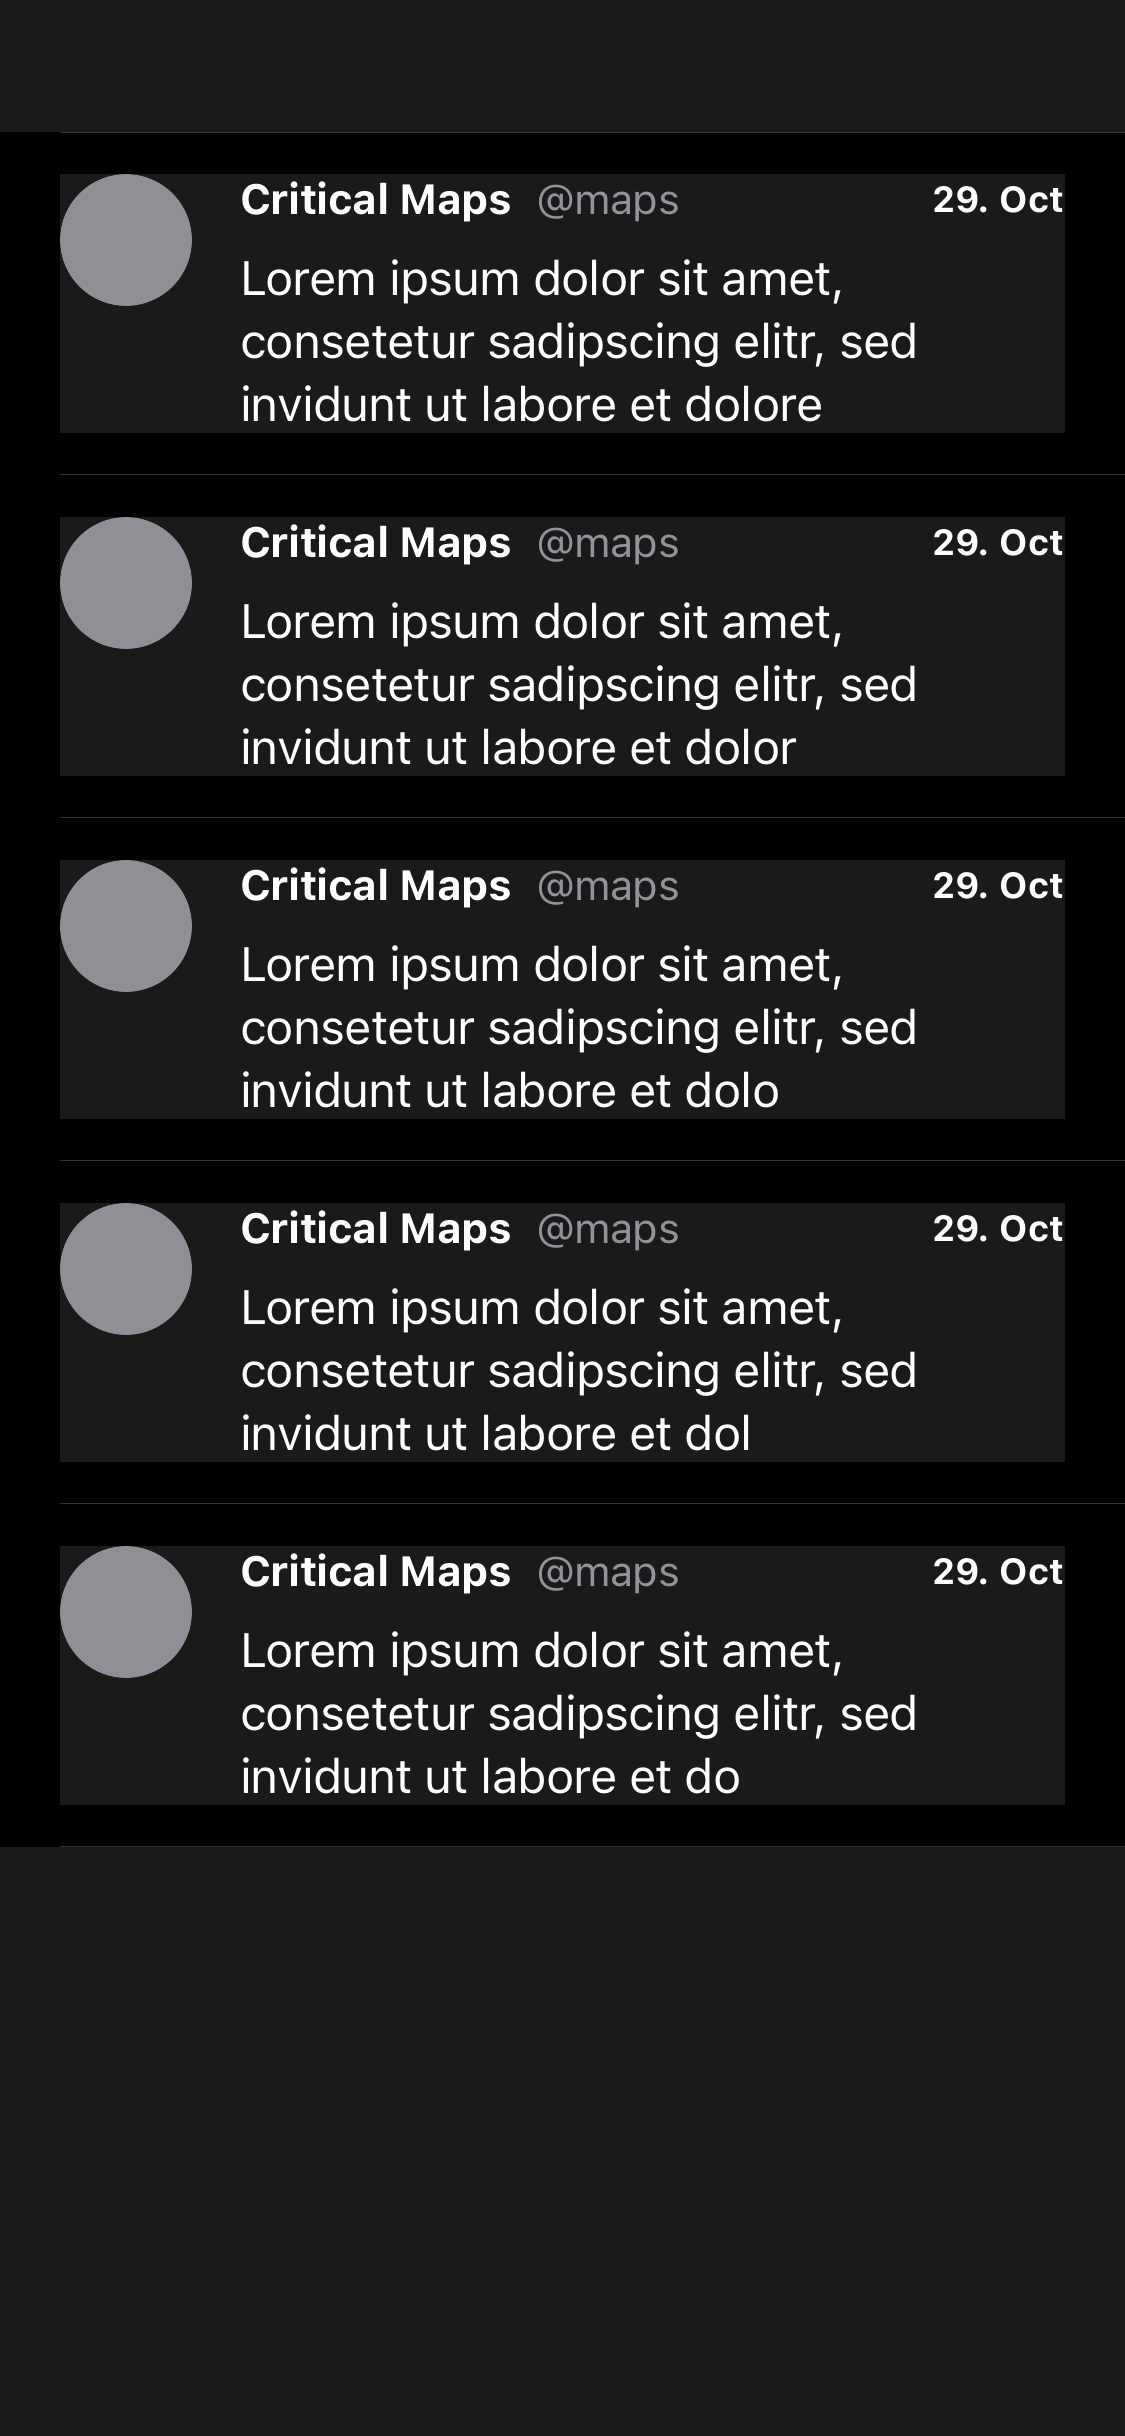 Critical Maps @maps 29. Oct
Lorem ipsum dolor sit amet,
consetetur sadipscing elitr, sed
invidunt ut labore et dolore
Critical Maps @maps 29. Oct
Lorem ipsum dolor sit amet,
consetetur sadipscing elitr, sed
invidunt ut labore et dolor
Critical Maps @maps 29. Oct
Lorem ipsum dolor sit amet,
consetetur sadipscing elitr, sed
invidunt ut labore et dolo
Critical Maps @maps 29. Oct
Lorem ipsum dolor sit amet,
consetetur sadipscing elitr, sed
invidunt ut labore et dol
Critical Maps @maps 29. Oct
Lorem ipsum dolor sit amet,
consetetur sadipscing elitr, sed
invidunt ut labore et do